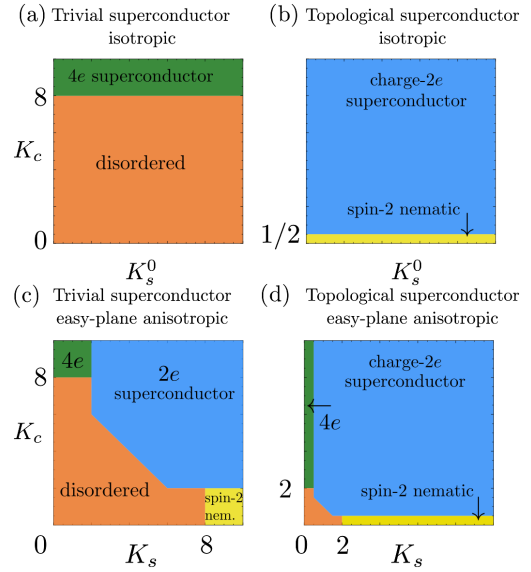 (a) Trivial superconductor
isotropic
4e superconductor
8
K_c
disordered
0
K_s^0
(b) Topological superconductor
isotropic
charge-2e
superconductor
spin-2 nematic
1/2
K_s^0
(c) Trivial superconductor
easy-plane anisotropic
4e
8
2e
superconductor
K_c
disordered
spin-2
nem.
0
8
K_s
(d) Topological superconductor
easy-plane anisotropic
charge-2e
superconductor
4e
2
spin-2 nematic
0
2
K_s